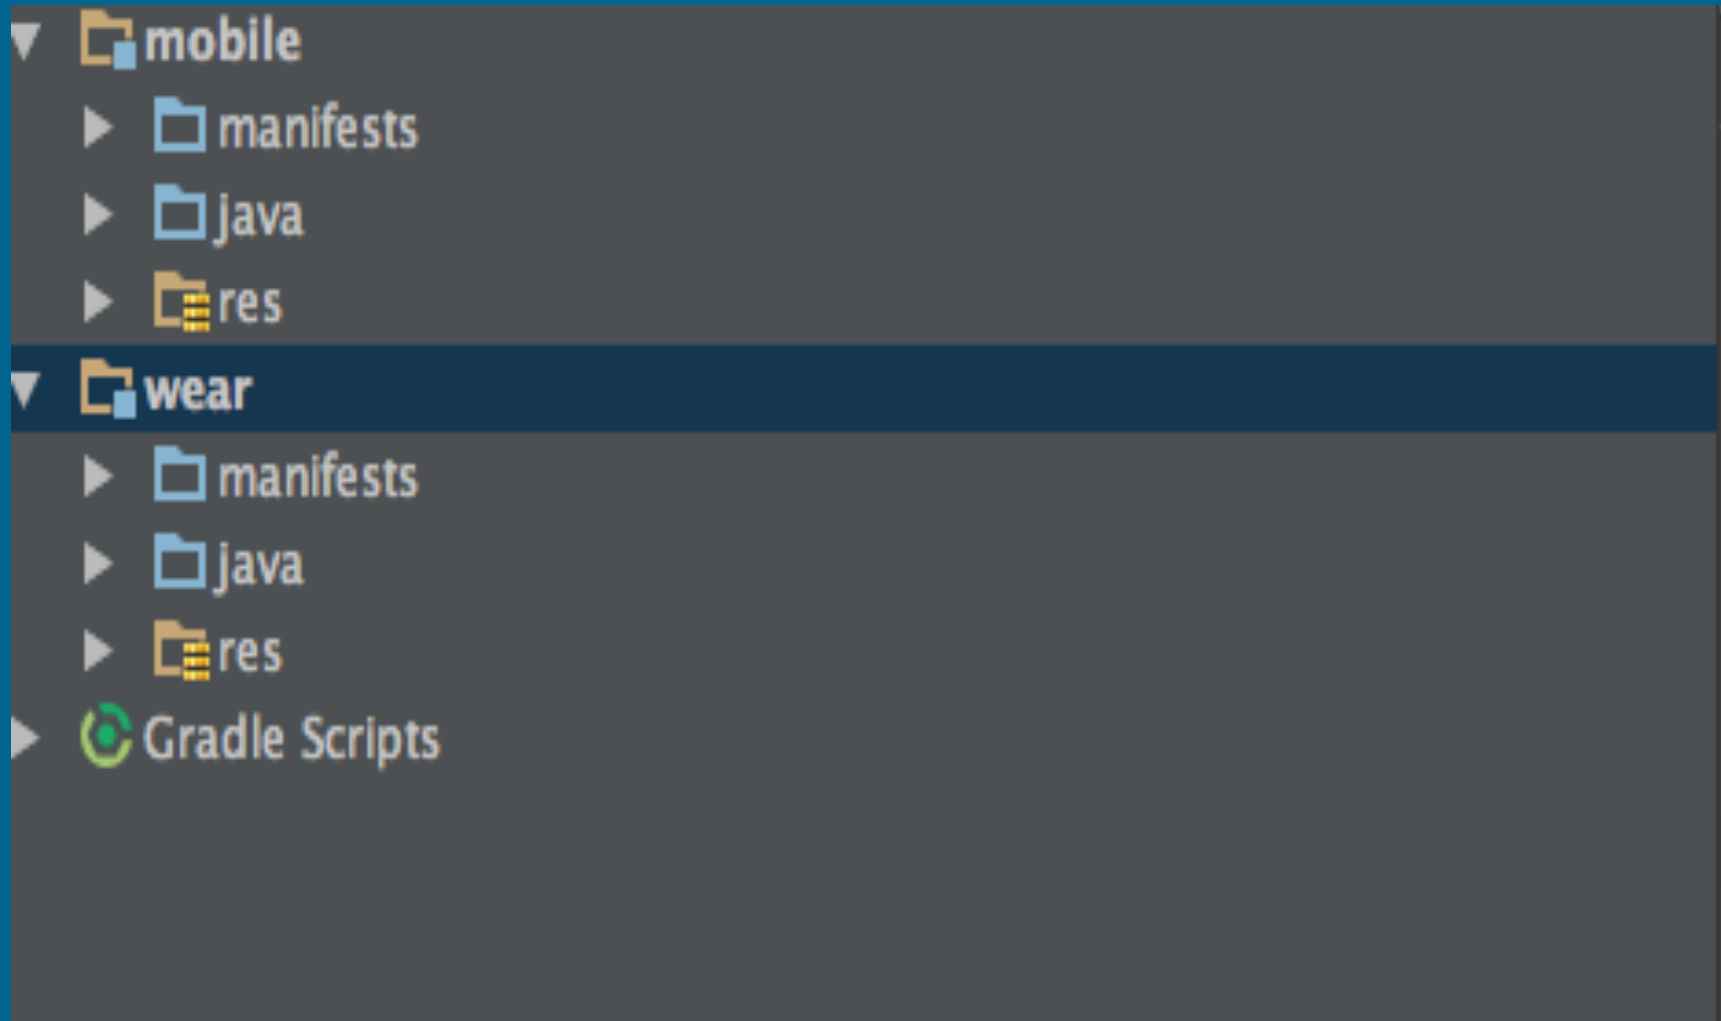 mobile
manifests
java
res
wear
manifests
java
res
Gradle Scripts